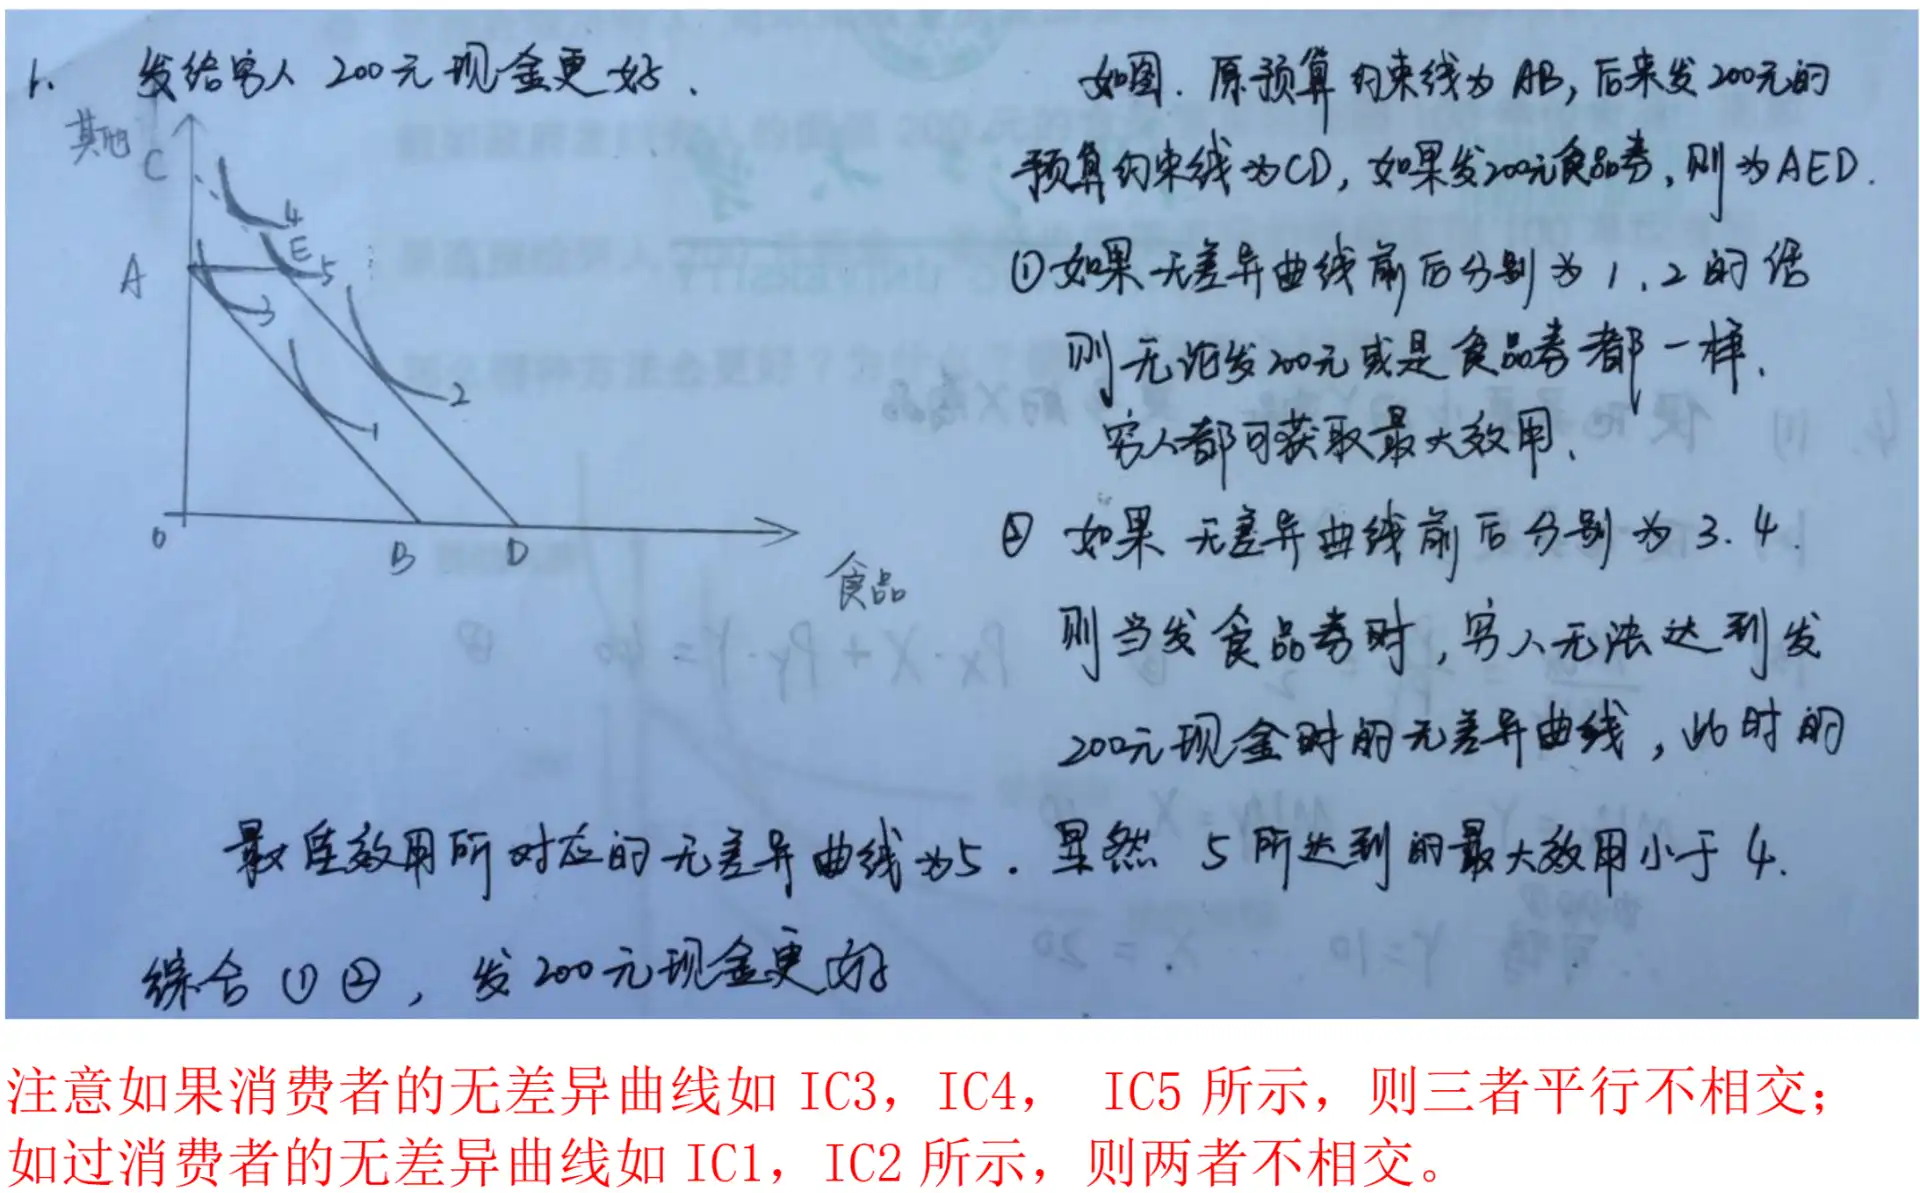 1. 发给穷人 200元现金更好.
其他
C
4
E
5
A
3
2
1
0
B
D
食品
如图. 原预算约束线为 AB, 后来发200元的
预算约束线为CD, 如果发200元食品券, 则为AED.
①如果无差异曲线前后分别为 1. 2 的话
则无论发200元或是食品券都一样.
穷人都可获取最大效用.
② 如果无差异曲线前后分别为 3. 4.
则当发食品券时, 穷人无法达到发
200元现金时的无差异曲线, 此时的
最佳效用所对应的无差异曲线为5. 显然 5所达到的最大效用小于 4.
综合①②, 发200元现金更好
注意如果消费者的无差异曲线如 IC3，IC4， IC5 所示，则三者平行不相交；
如过消费者的无差异曲线如 IC1，IC2 所示，则两者不相交。